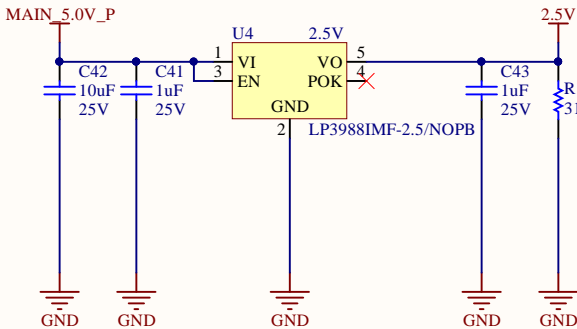 MAIN_5.0V_P
2.5V
U4
2.5V
1
VI
VO
5
3
EN
POK
4
GND
2
LP3988IMF-2.5/NOPB
C42
10uF
25V
C41
1uF
25V
C43
1uF
25V
R
31
GND
GND
GND
GND
GND